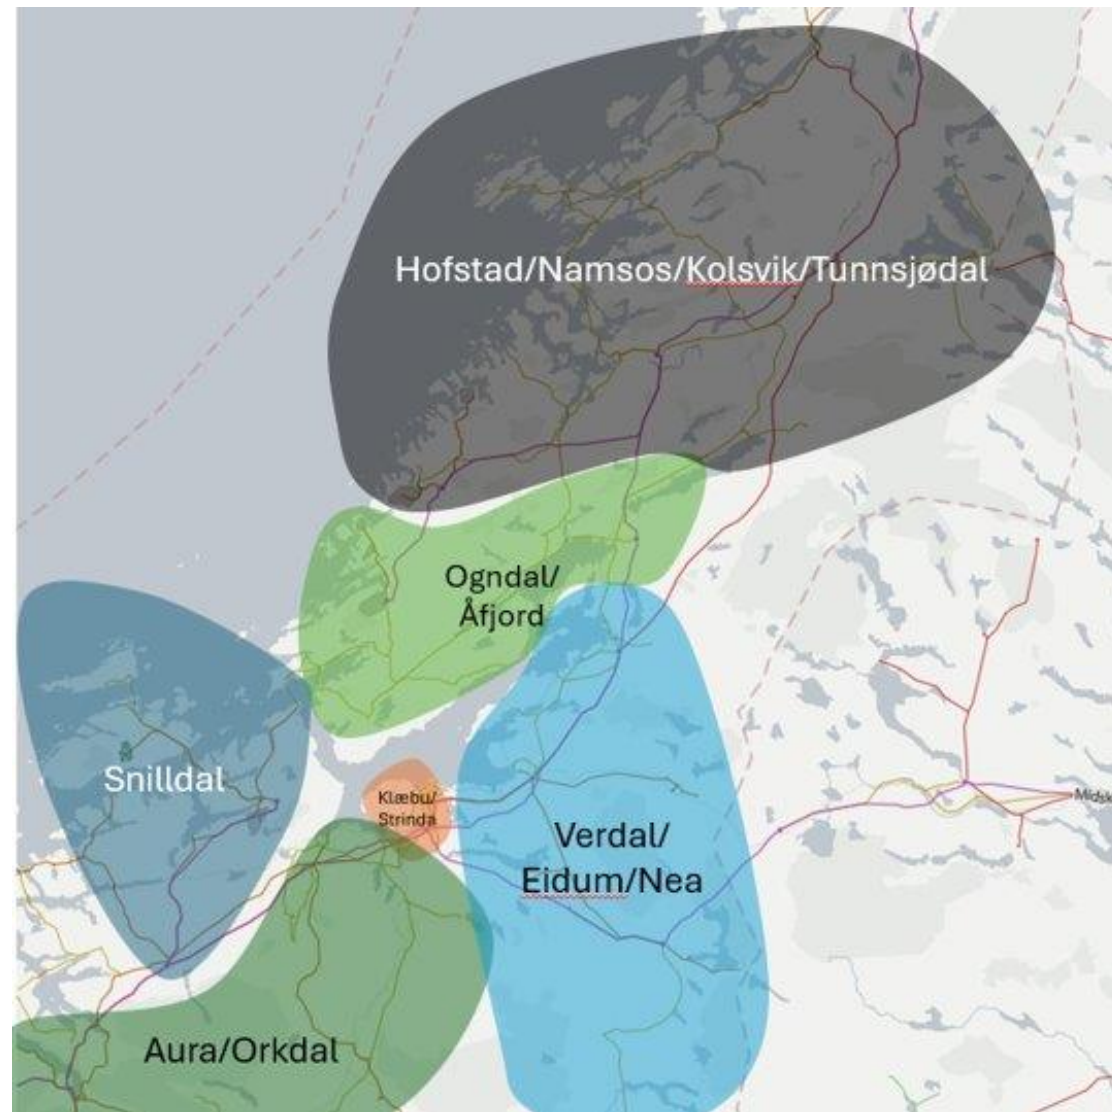 Hofstad/Namsos/Kolsvik/Tunnsjødal
Ogndal/
Åfjord
Snilldal
Klæbu/
Strinda
Verdal/
Eidum/Nea
Aura/Orkdal